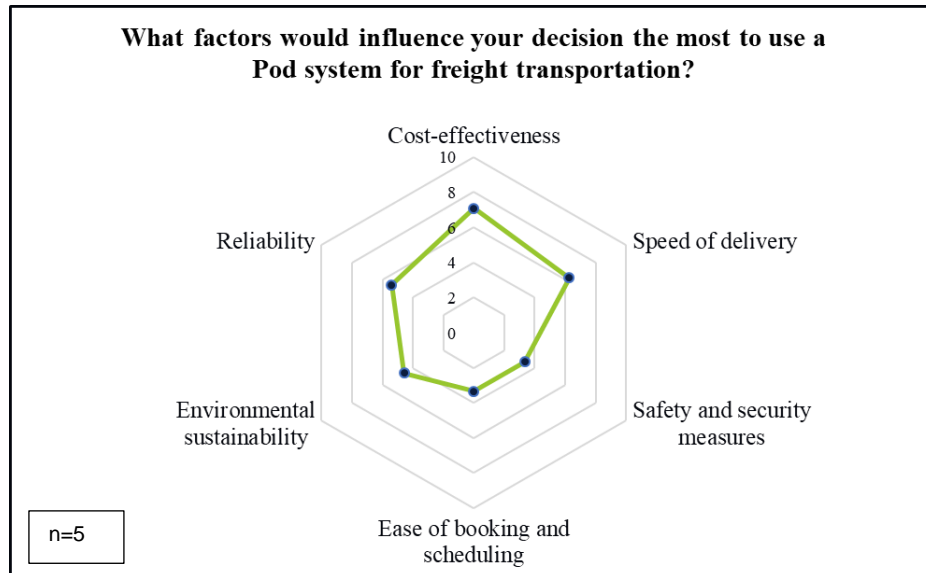 What factors would influence your decision the most to use a
Pod system for freight transportation?
Cost-effectiveness
10
8
6
4
2
0
Reliability
Speed of delivery
Environmental
sustainability
Safety and security
measures
Ease of booking and
scheduling
n=5